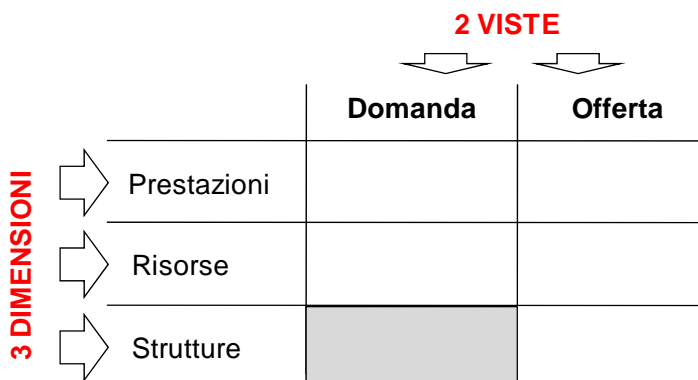 2 VISTE
Domanda Offerta
3 DIMENSIONI
Prestazioni
Risorse
Strutture